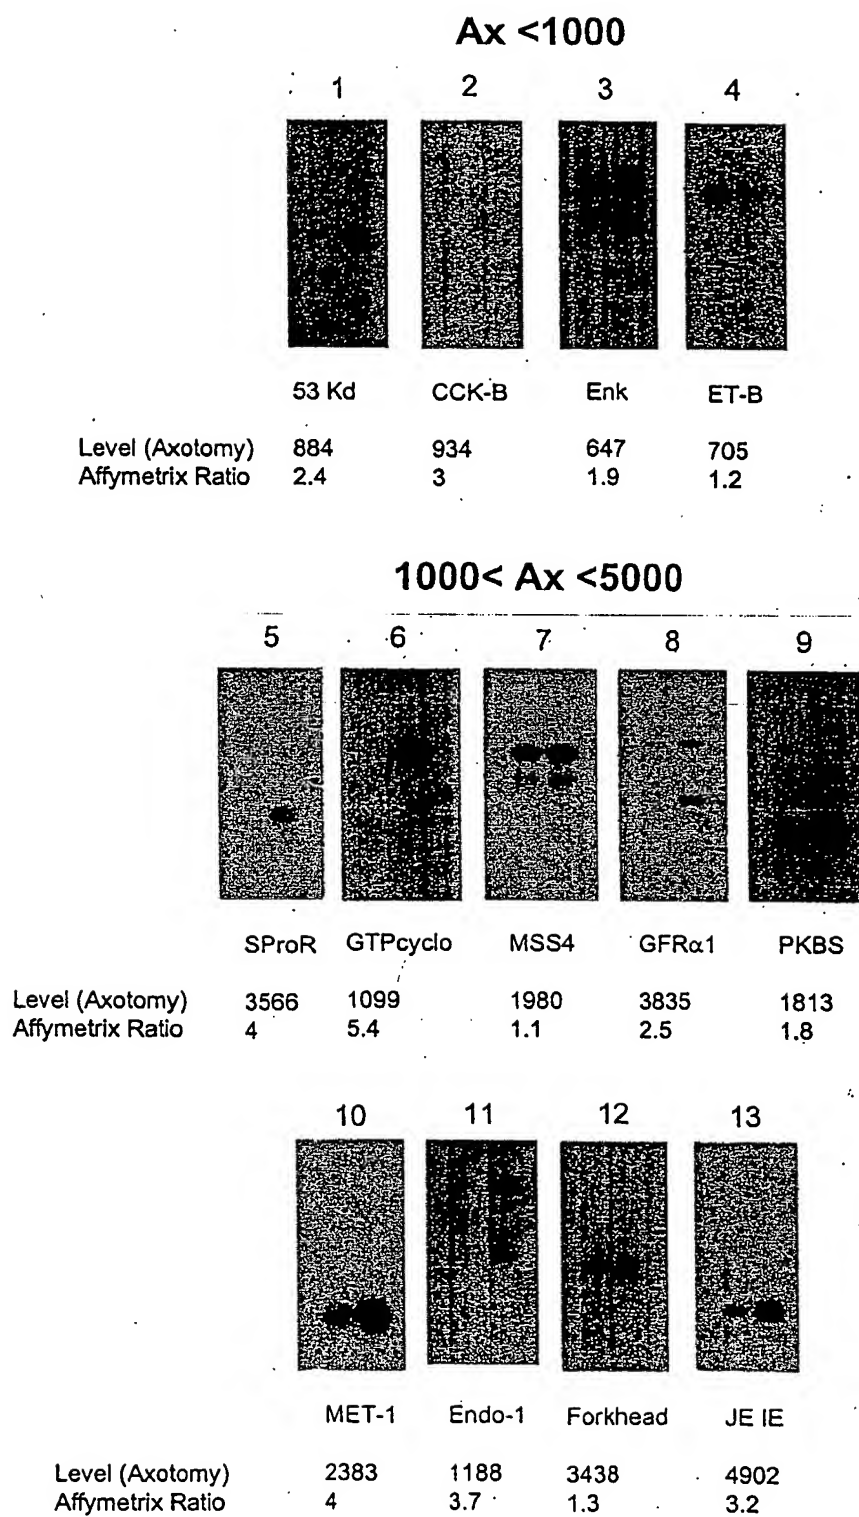 Ax <1000
1 2 3 4
53 Kd CCK-B Enk ET-B
Level (Axotomy) 884 934 647 705
Affymetrix Ratio 2.4 3 1.9 1.2
1000< Ax <5000
5 6 7 8 9
SProR GTPcyclo MSS4 GFRα1 PKBS
Level (Axotomy) 3566 1099 1980 3835 1813
Affymetrix Ratio 4 5.4 1.1 2.5 1.8
10 11 12 13
MET-1 Endo-1 Forkhead JE IE
Level (Axotomy) 2383 1188 3438 4902
Affymetrix Ratio 4 3.7 1.3 3.2